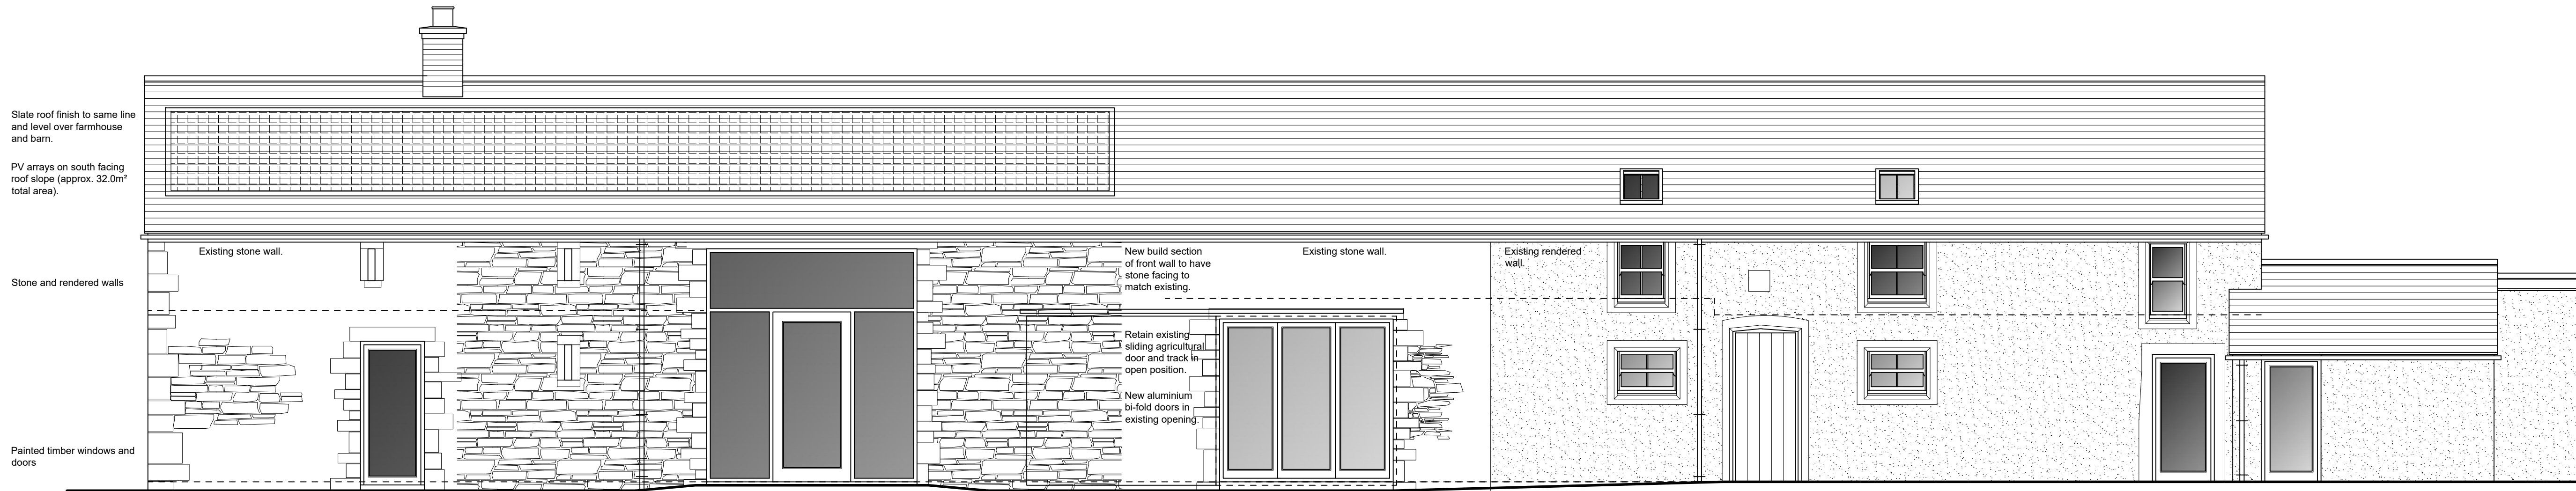 Slate roof finish to same line
and level over farmhouse
and barn.
PV arrays on south facing
roof slope (approx. 32.0m²
total area).
Stone and rendered walls
Painted timber windows and
doors
Existing stone wall.
New build section
of front wall to have
stone facing to
match existing.
Retain existing
sliding agricultural
door and track in
open position.
New aluminium
bi-fold doors in
existing opening.
Existing stone wall.
Existing rendered
wall.